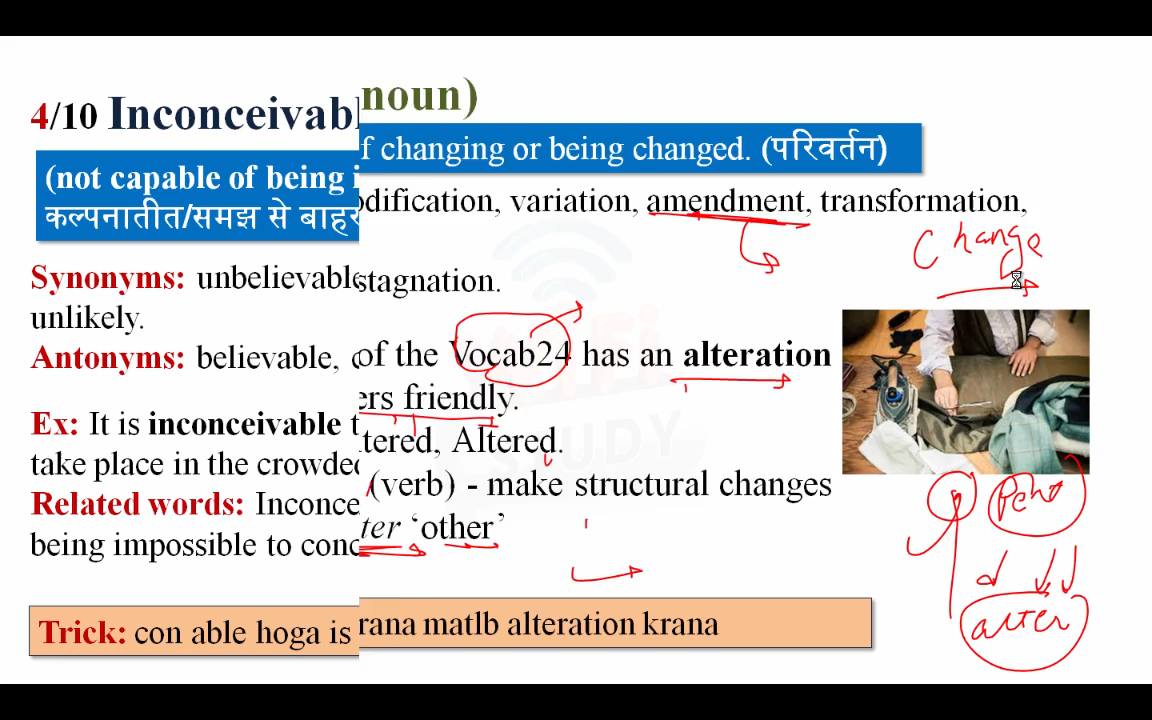 4/10 Inconceivabl
noun)
(not capable of being i
कल्पनातीत/समझ से बाहर
f changing or being changed. (परिवर्तन)
odification, variation, amendment, transformation,
Change
Synonyms: unbelievable
unlikely.
stagnation.
Antonyms: believable, c
of the Vocab24 has an alteration
ers friendly.
Ex: It is inconceivable t
take place in the crowded
tered, Altered.
Related words: Inconce
(verb) - make structural changes
being impossible to conc
ter ‘other’
alter
Trick: con able hoga is
rana matlb alteration krana
STUDY